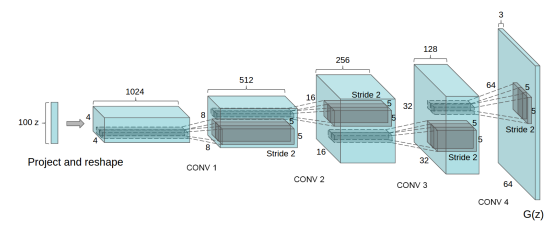 100 z
Project and reshape
1024
4
4
CONV 1
512
8
8
5
5
Stride 2
CONV 2
256
16
16
Stride 2
5
5
5
5
CONV 3
128
32
32
5
5
Stride 2
CONV 4
3
64
64
5
5
Stride 2
G(z)